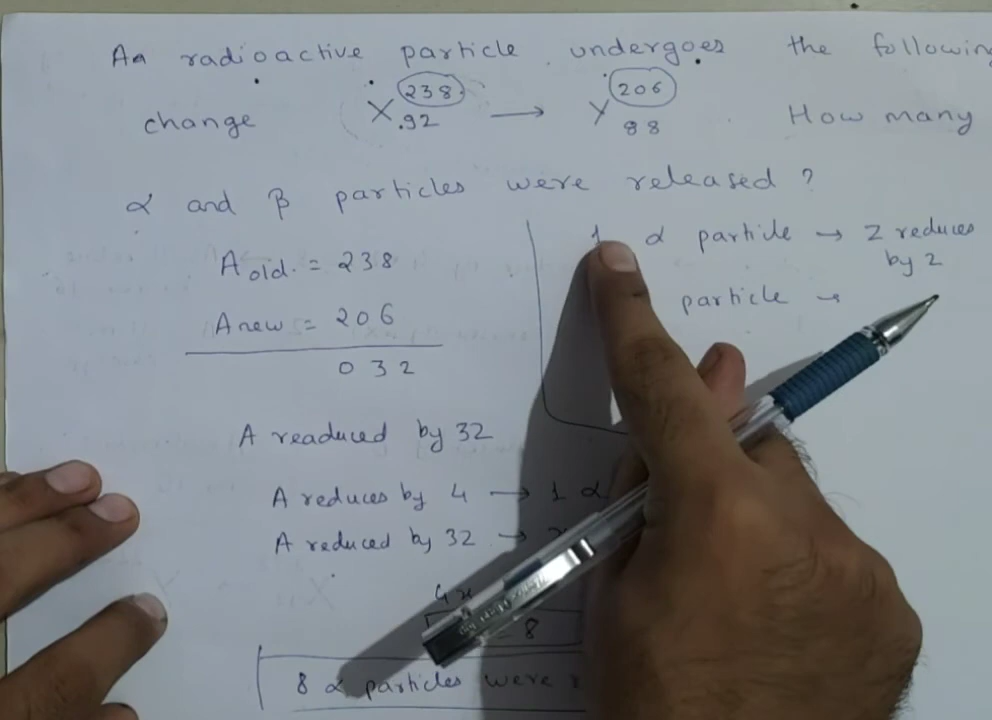 An radioactive particle undergoes the following
change X 238 92 → Y 206 88 How many
α and β particles were released ?
A old. = 238
A new = 206
032
A readuced by 32
A reduces by 4 → 1 α
A reduced by 32 →
4x
= 8
8 α particles were
1 α particle → Z reduces
by 2
particle →